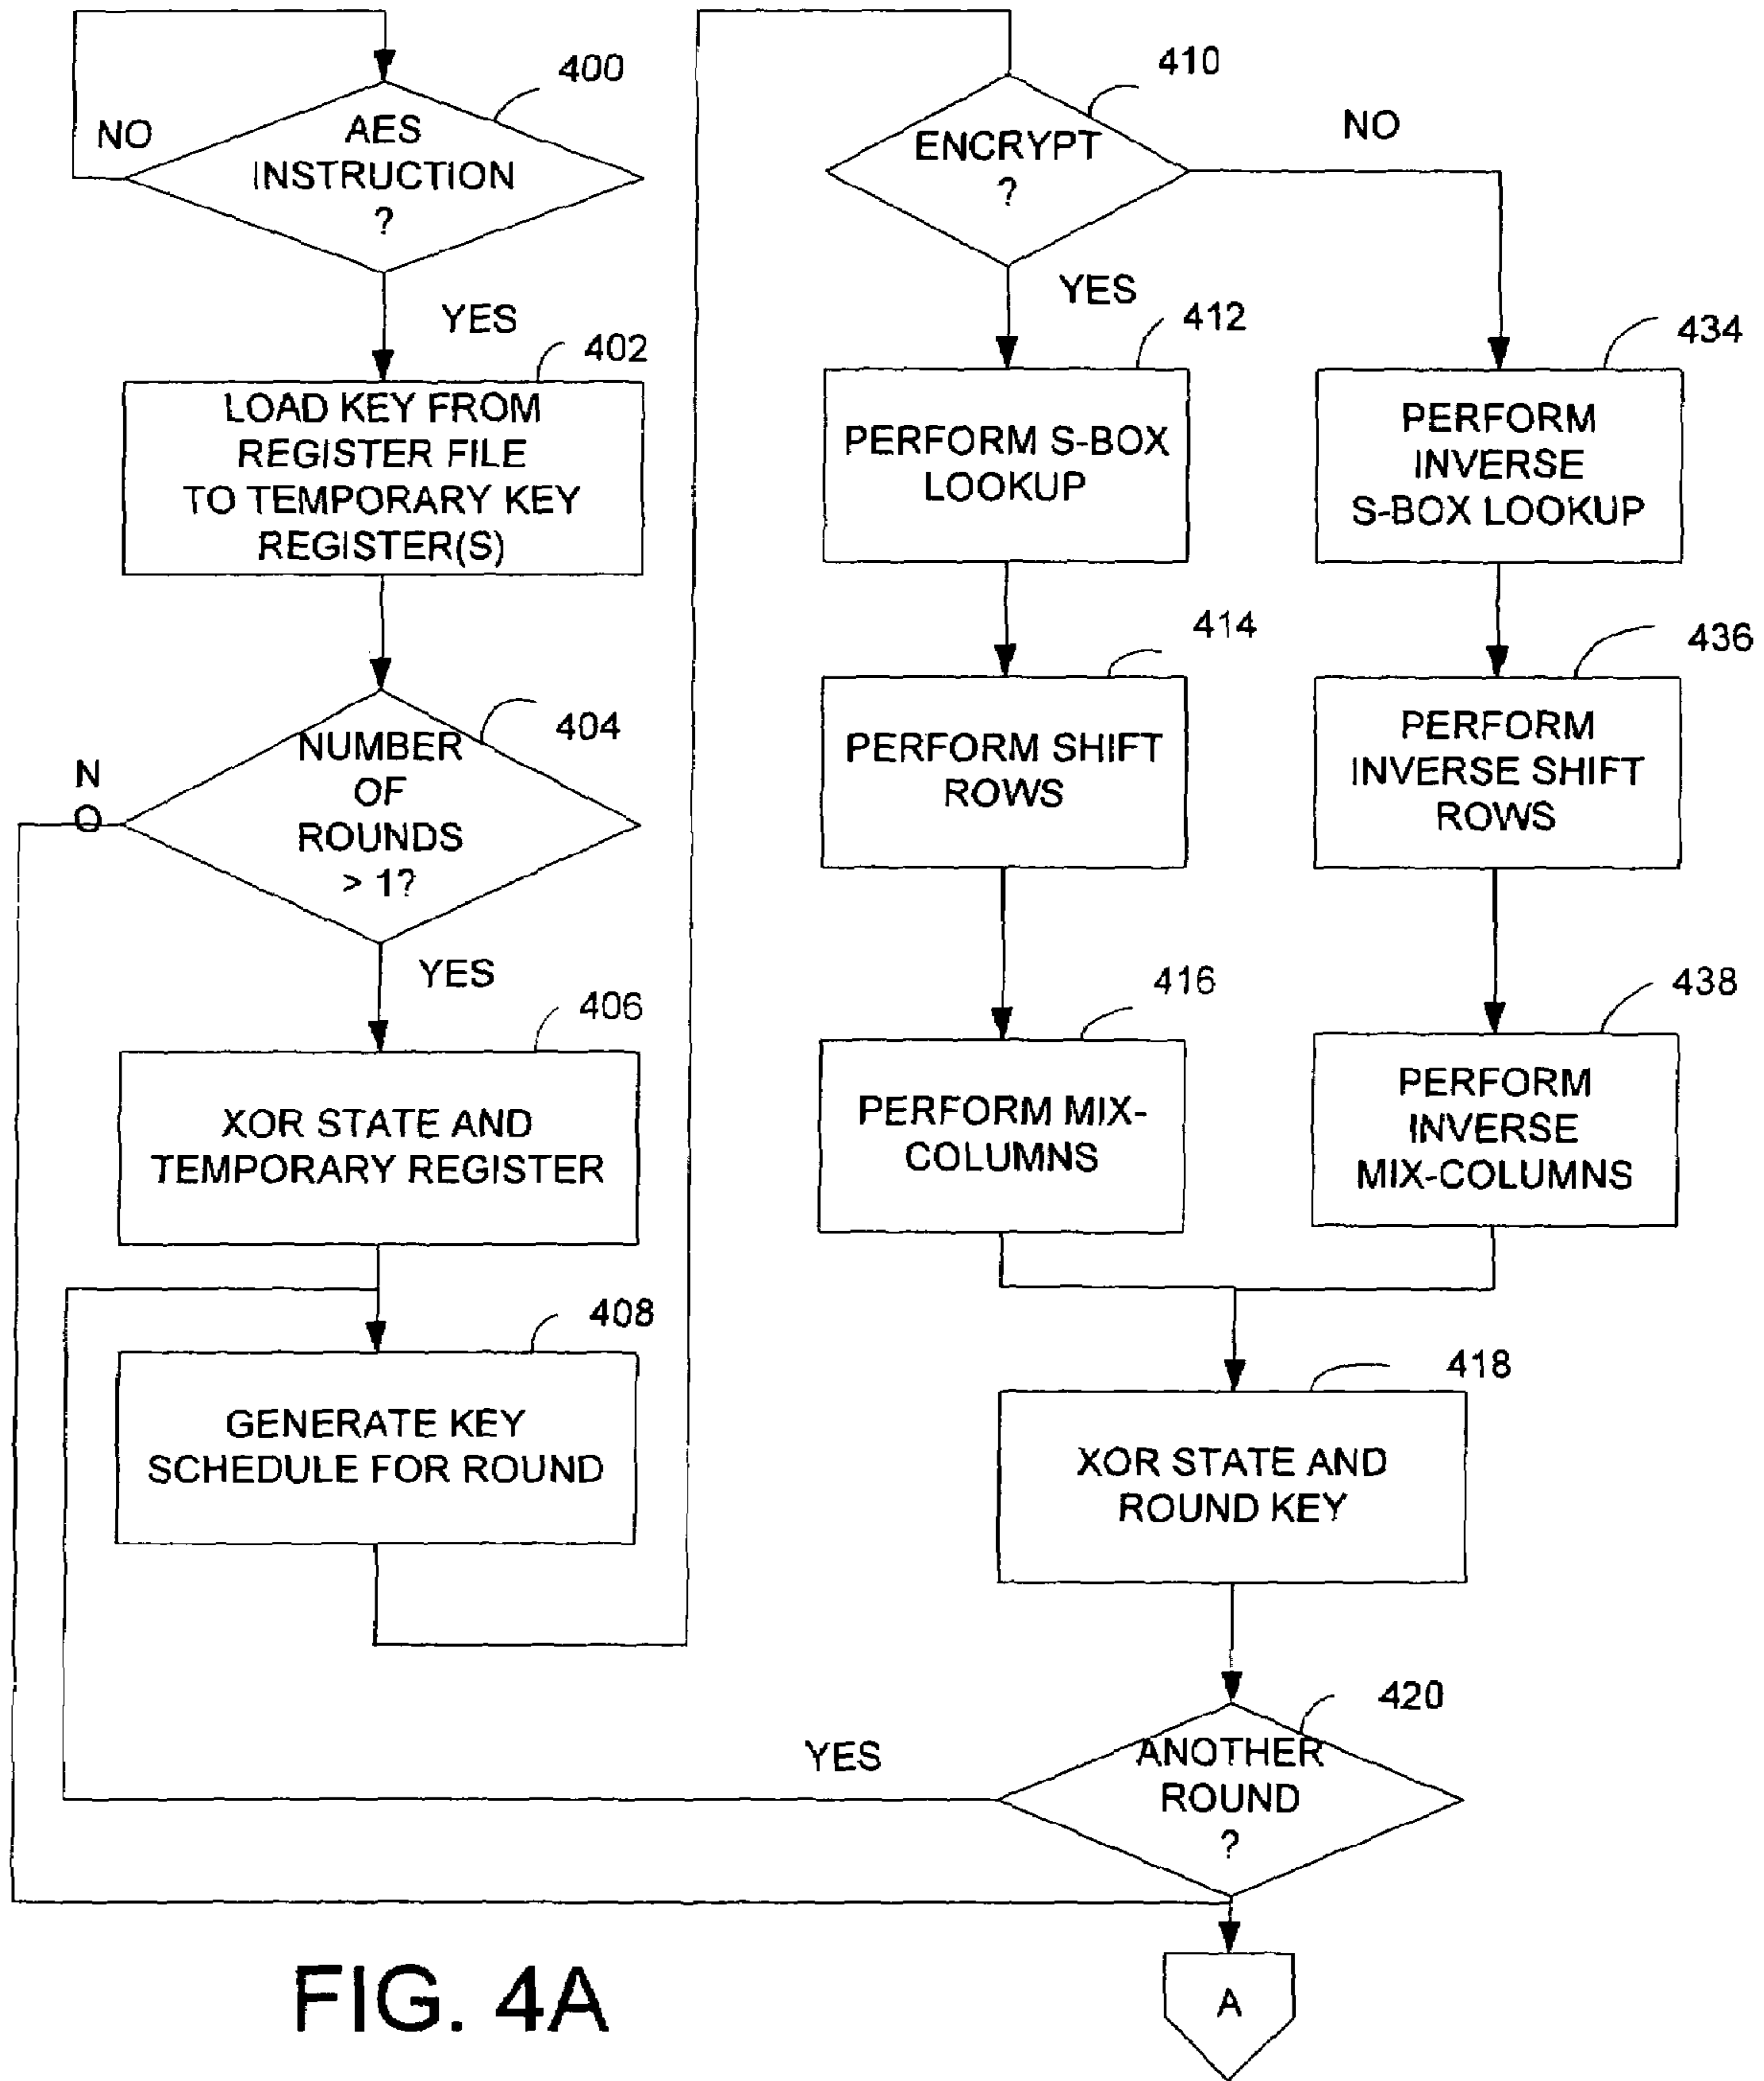 400
NO
AES
INSTRUCTION
?
YES
402
LOAD KEY FROM
REGISTER FILE
TO TEMPORARY KEY
REGISTER(S)
404
N
O
NUMBER
OF
ROUNDS
> 1?
YES
406
XOR STATE AND
TEMPORARY REGISTER
408
GENERATE KEY
SCHEDULE FOR ROUND
410
ENCRYPT
?
NO
YES
412
PERFORM S-BOX
LOOKUP
414
PERFORM SHIFT
ROWS
416
PERFORM MIX-
COLUMNS
434
PERFORM
INVERSE
S-BOX LOOKUP
436
PERFORM
INVERSE SHIFT
ROWS
438
PERFORM
INVERSE
MIX-COLUMNS
418
XOR STATE AND
ROUND KEY
420
YES
ANOTHER
ROUND
?
A
FIG. 4A